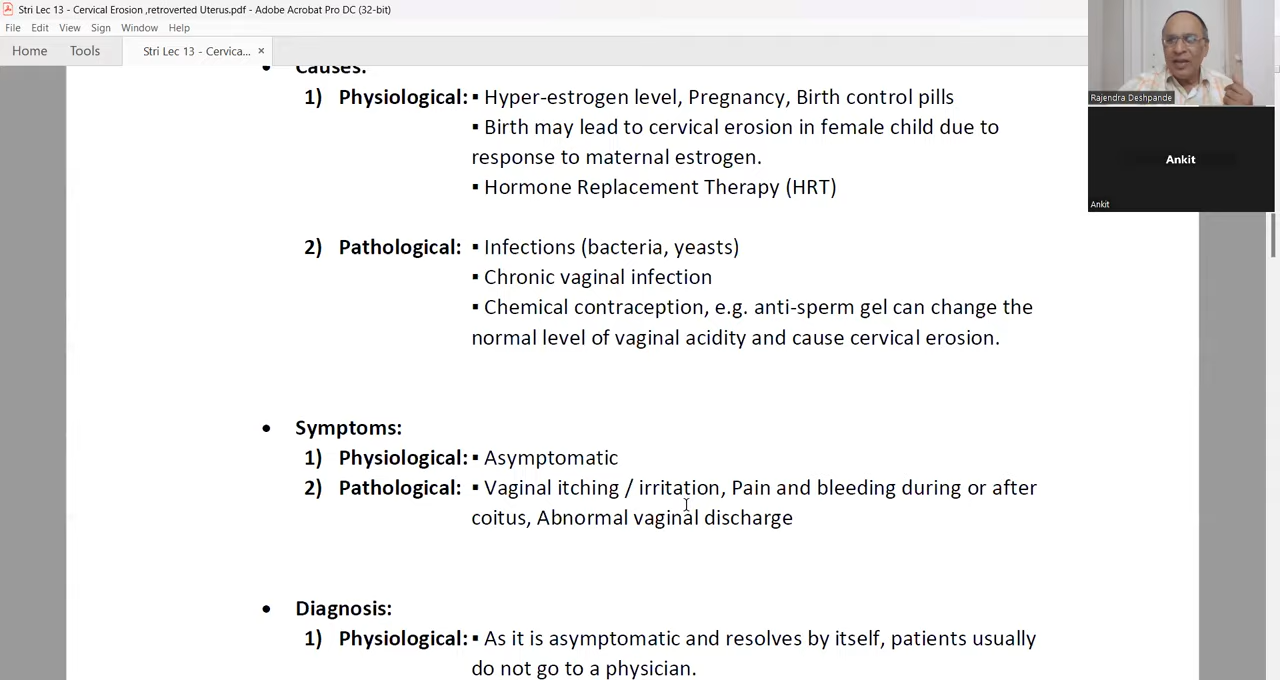 Stri Lec 13 - Cervical Erosion ,retroverted Uterus.pdf - Adobe Acrobat Pro DC (32-bit)
File Edit View Sign Window Help
Home Tools Stri Lec 13 - Cervica... ×
Rajendra Deshpande
Ankit
Ankit
• Causes:
1) Physiological: ▪ Hyper-estrogen level, Pregnancy, Birth control pills
▪ Birth may lead to cervical erosion in female child due to
response to maternal estrogen.
▪ Hormone Replacement Therapy (HRT)
2) Pathological: ▪ Infections (bacteria, yeasts)
▪ Chronic vaginal infection
▪ Chemical contraception, e.g. anti-sperm gel can change the
normal level of vaginal acidity and cause cervical erosion.
• Symptoms:
1) Physiological: ▪ Asymptomatic
2) Pathological: ▪ Vaginal itching / irritation, Pain and bleeding during or after
coitus, Abnormal vaginal discharge
• Diagnosis:
1) Physiological: ▪ As it is asymptomatic and resolves by itself, patients usually
do not go to a physician.